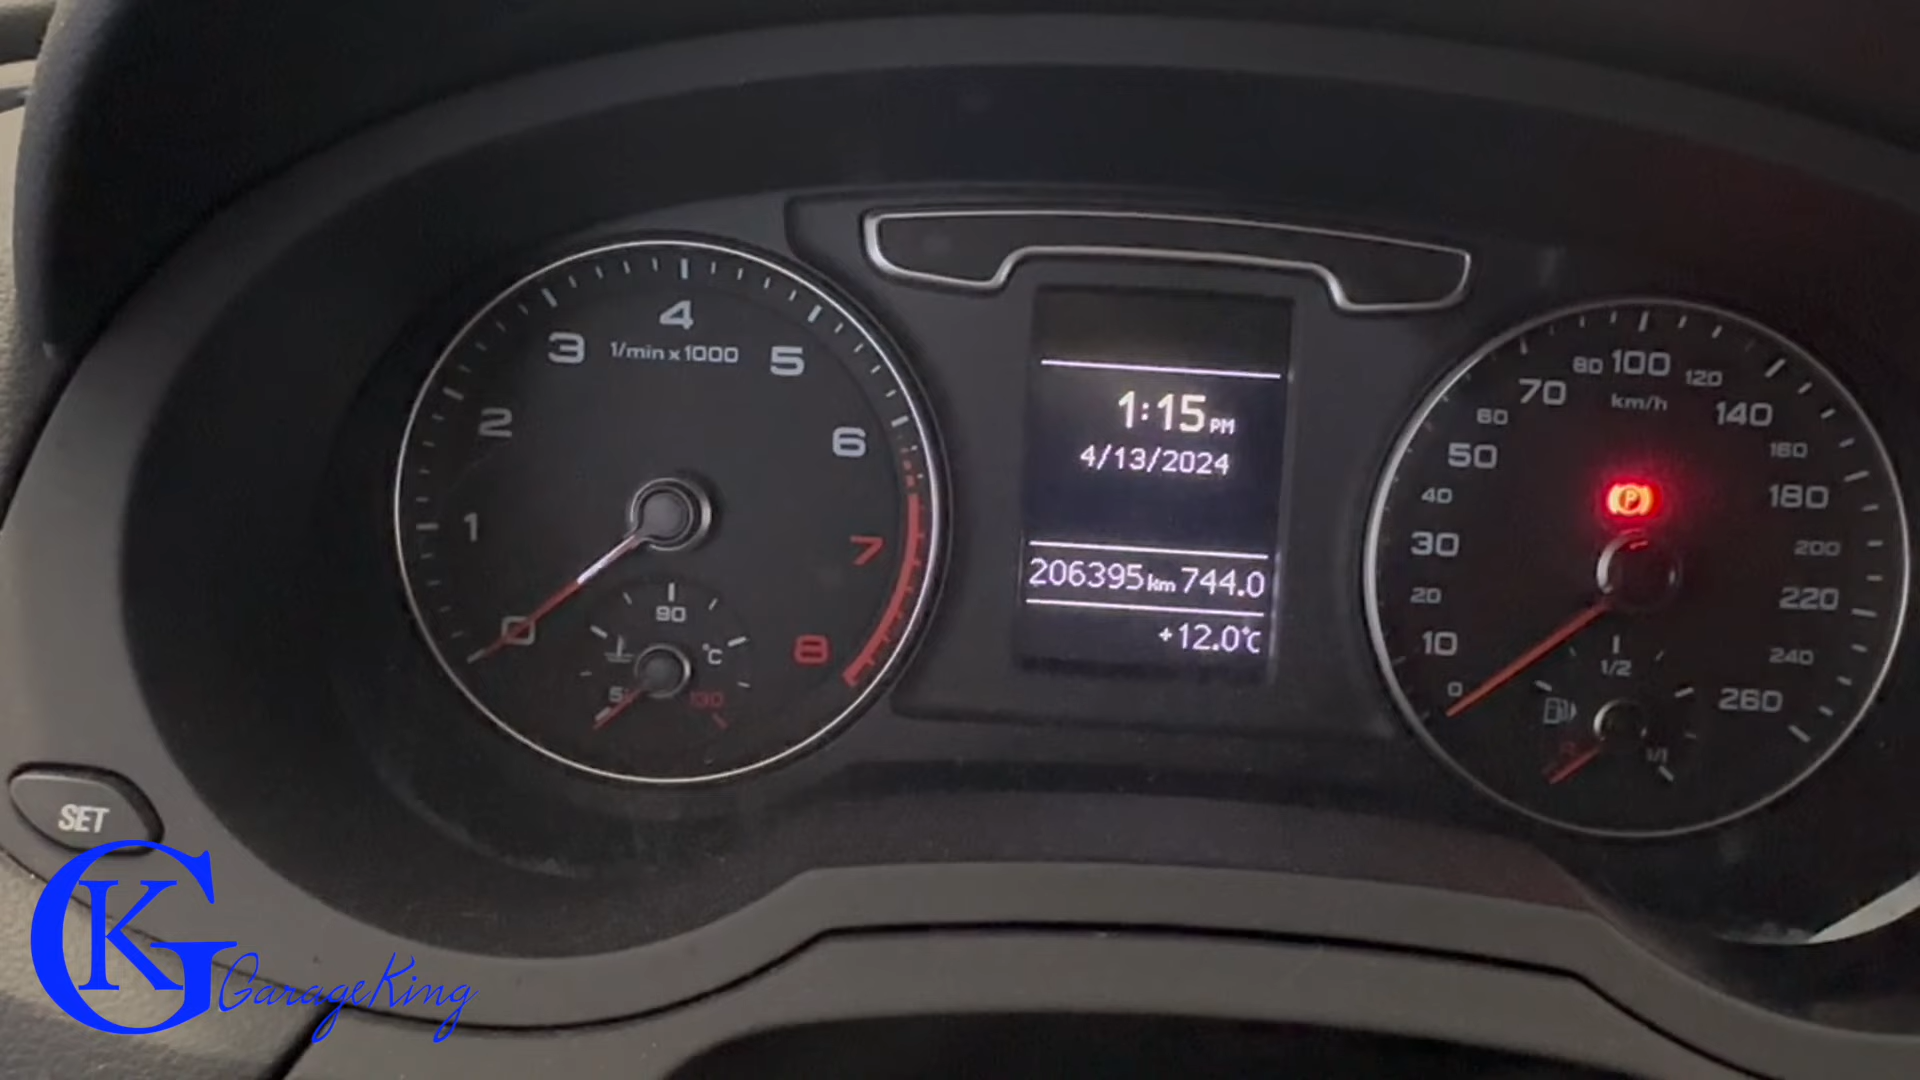 4
3 1/min x 1000 5
2 6
1 7
0 8
90
°C
130
1:15 PM
4/13/2024
206395 km 744.0
+12.0°C
80 100 120
70 km/h 140
60 160
50 180
40 200
30 220
20 240
10 260
0
(P)
1/2
R 1/1
SET
GK
GarageKing